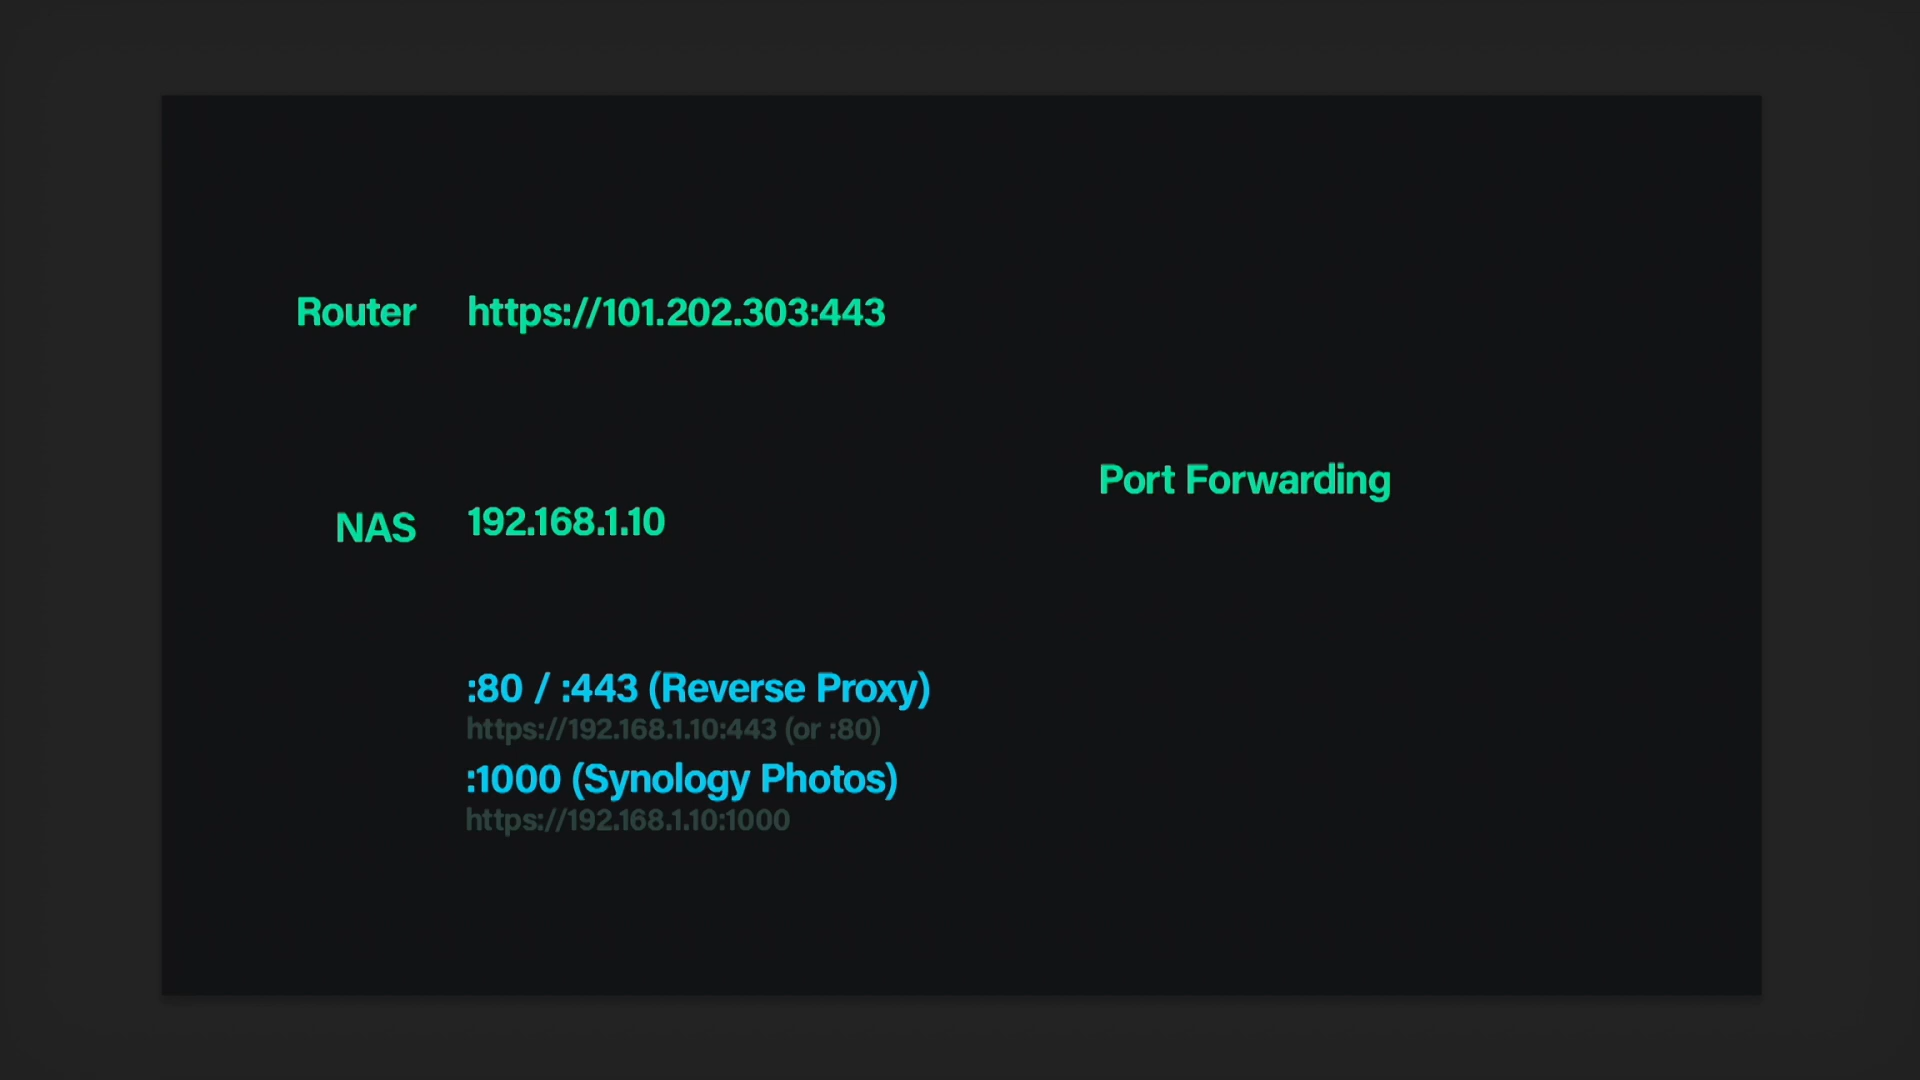 Router https://101.202.303:443
Port Forwarding
NAS 192.168.1.10
:80 / :443 (Reverse Proxy)
https://192.168.1.10:443 (or :80)
:1000 (Synology Photos)
https://192.168.1.10:1000